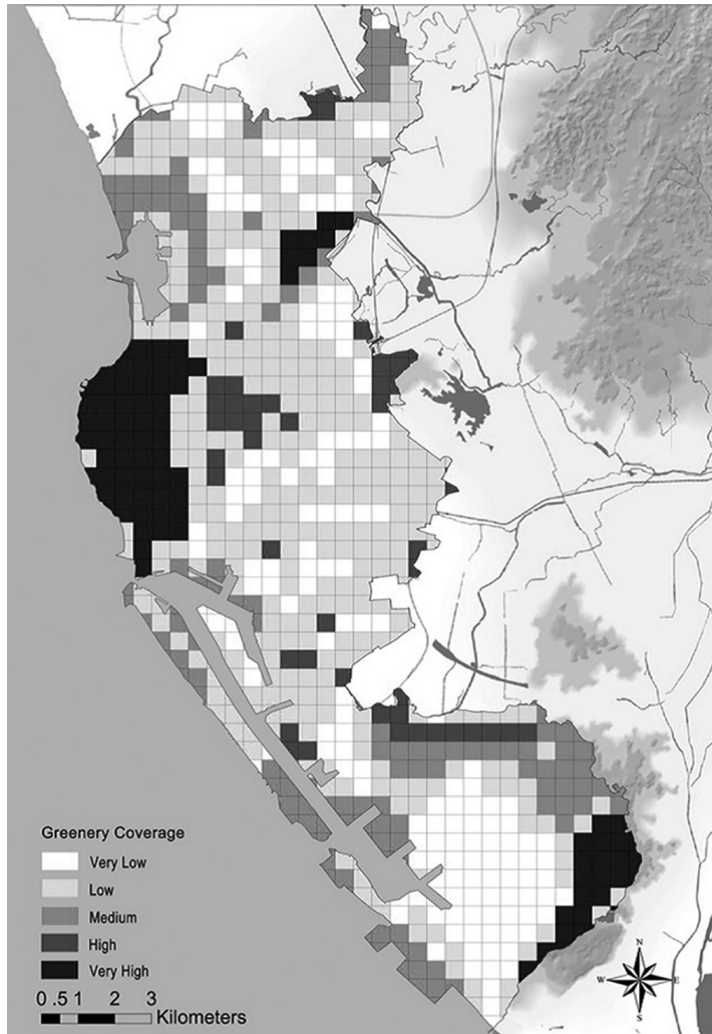 Greenery Coverage
Very Low
Low
Medium
High
Very High
0 .5 1 2 3
Kilometers
N
W E
S